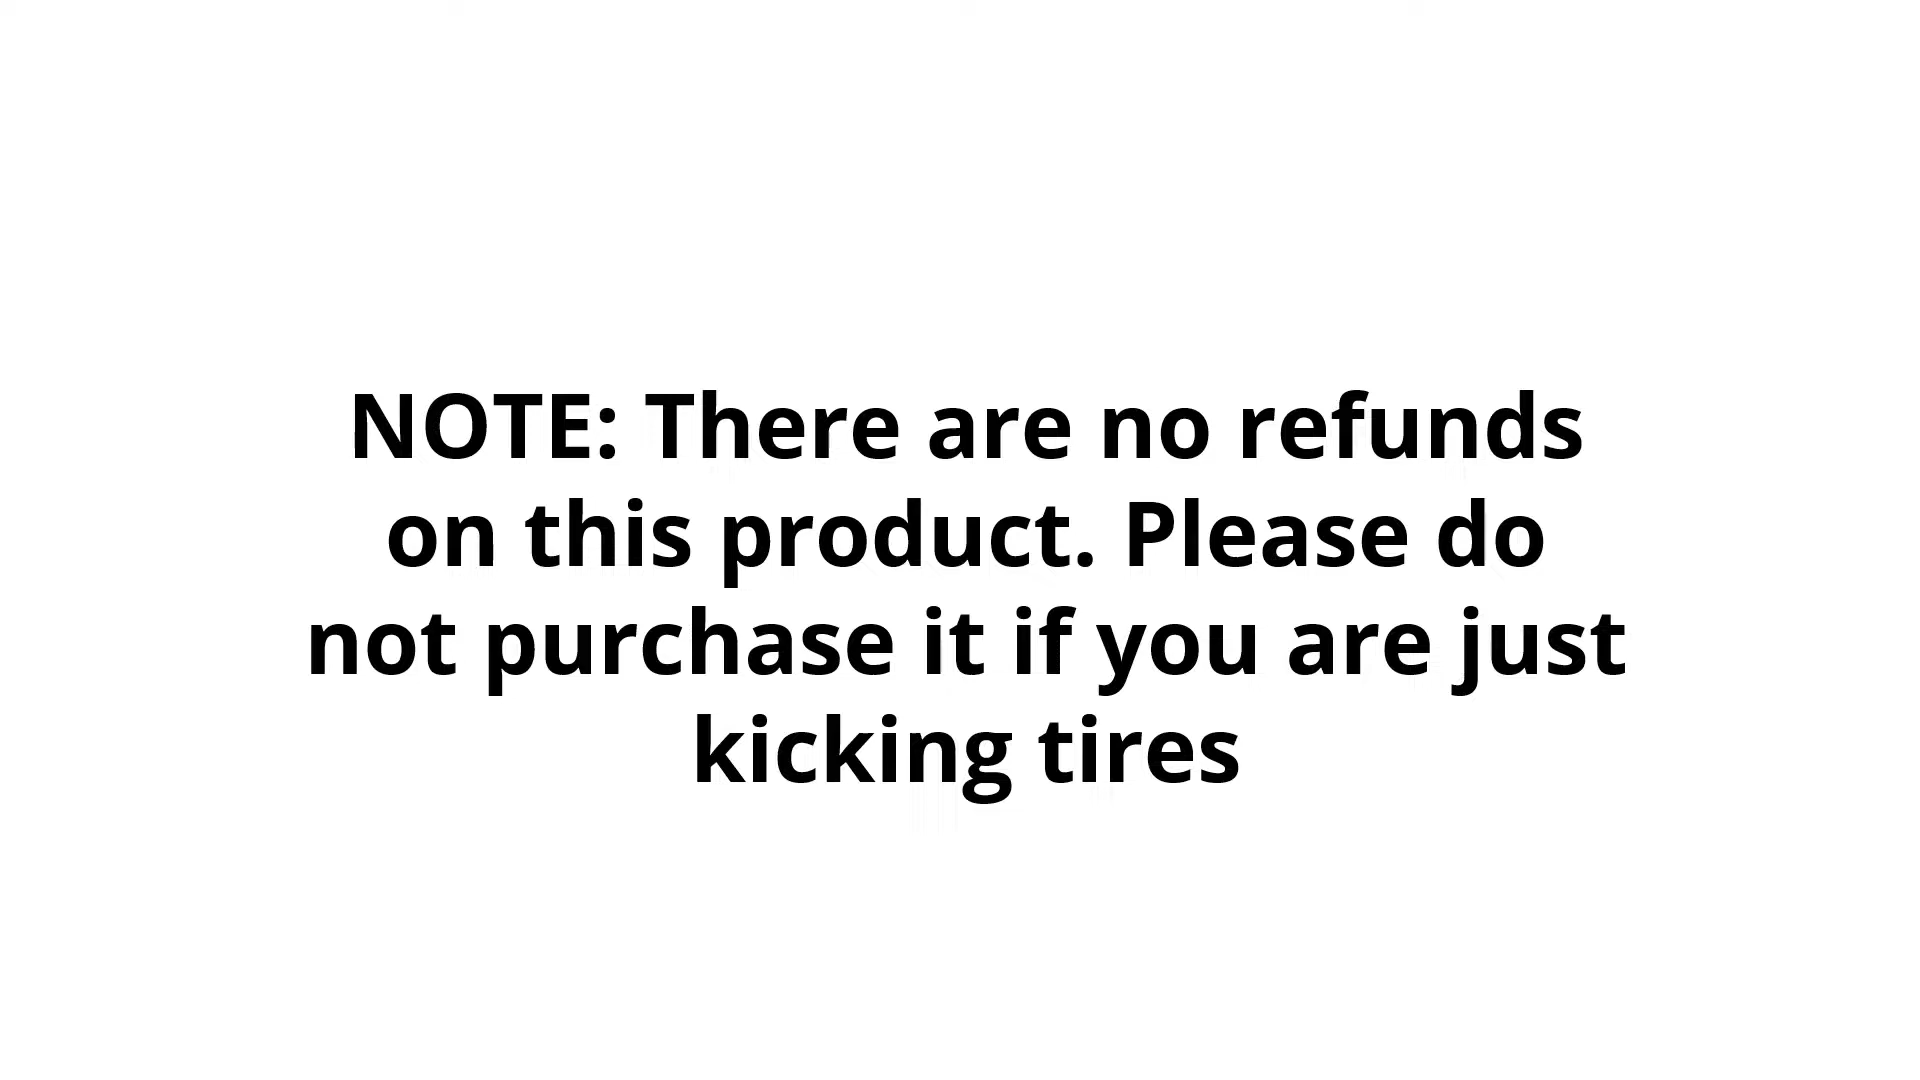 NOTE: There are no refunds
on this product. Please do
not purchase it if you are just
kicking tires